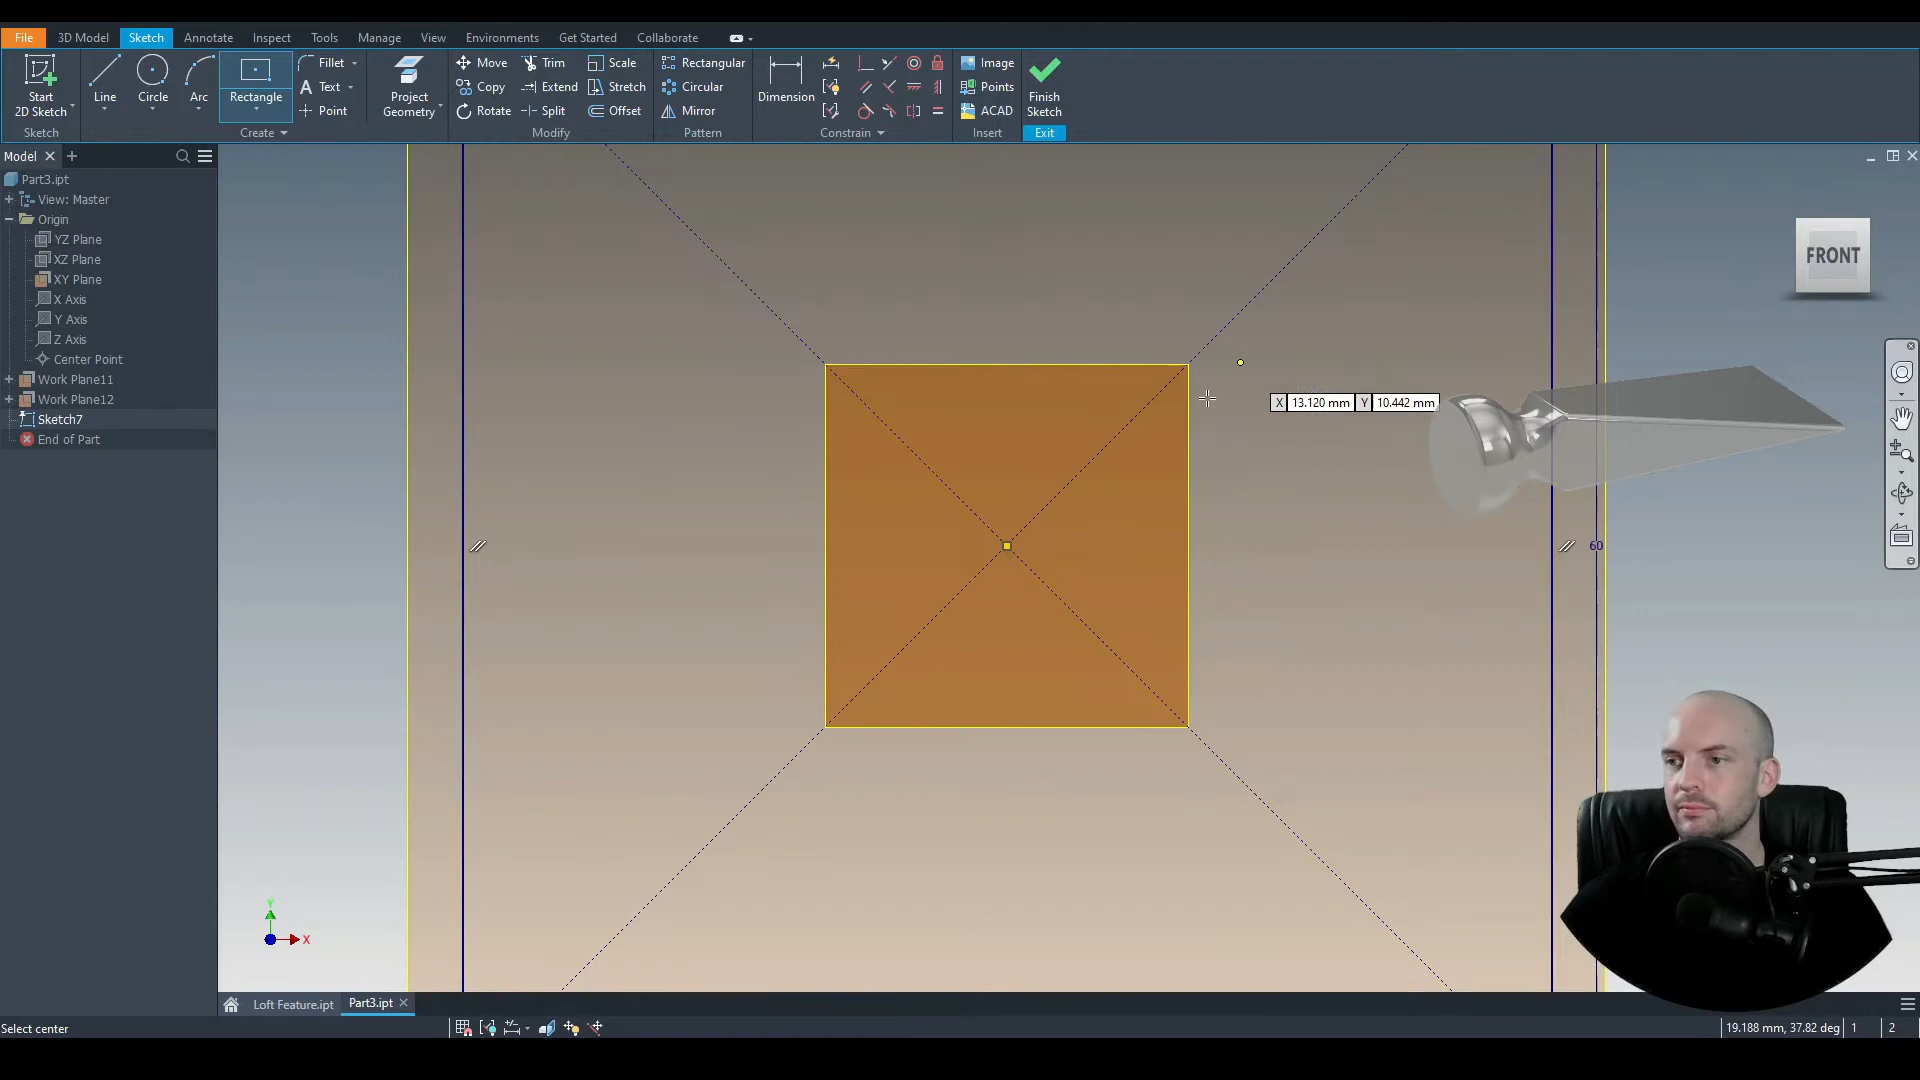 File 3D Model Sketch Annotate Inspect Tools Manage View Environments Get Started Collaborate
Line Circle Arc Rectangle
Start
2D Sketch
Fillet
Text
Point
Project
Geometry
Move Trim Scale
Copy Extend Stretch
Rotate Split Offset
Rectangular
Circular
Mirror
Dimension
Image
Points
ACAD
Finish
Sketch
Sketch Create Modify Pattern Constrain Insert Exit
Model
Part3.ipt
View: Master
Origin
YZ Plane
XZ Plane
XY Plane
X Axis
Y Axis
Z Axis
Center Point
Work Plane11
Work Plane12
Sketch7
End of Part
FRONT
X 13.120 mm Y 10.442 mm
60
Y
X
Loft Feature.ipt Part3.ipt
Select center
19.188 mm, 37.82 deg 1 2